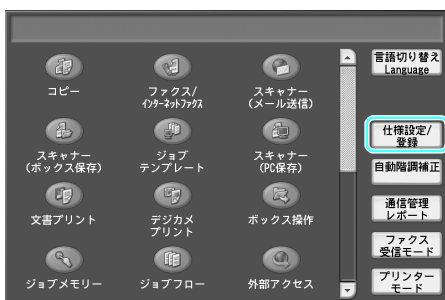 コピー
ファクス/
インターネットファクス
スキャナー
(メール送信)
スキャナー
(ボックス保存)
ジョブ
テンプレート
スキャナー
(PC保存)
文書プリント
デジカメ
プリント
ボックス操作
ジョブメモリー
ジョブフロー
外部アクセス
言語切り替え
Language
仕様設定/
登録
自動階調補正
通信管理
レポート
ファクス
受信モード
プリンター
モード